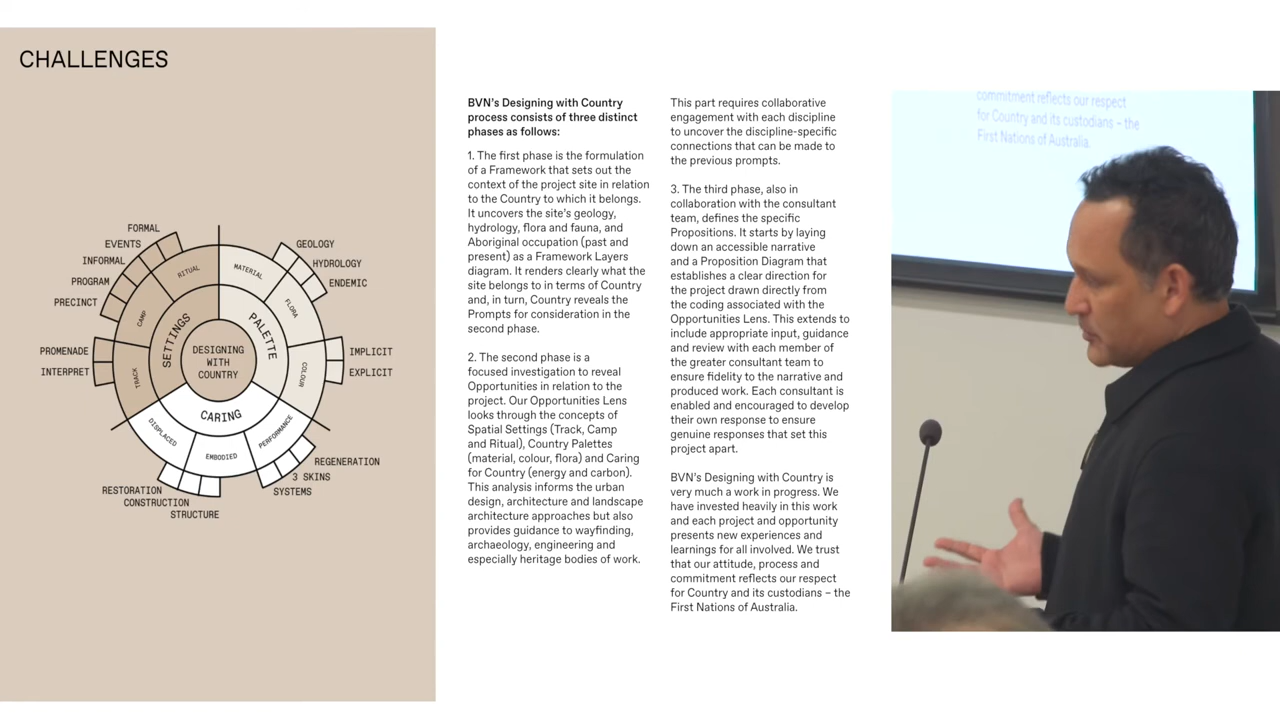 CHALLENGES
FORMAL
EVENTS
INFORMAL
PROGRAM
PRECINCT
PROMENADE
INTERPRET
RITUAL
CAMP
TRACK
SETTINGS
MATERIAL
FLORA
COLOUR
PALETTE
GEOLOGY
HYDROLOGY
ENDEMIC
IMPLICIT
EXPLICIT
DESIGNING
WITH
COUNTRY
CARING
DISPLACED
EMBODIED
PERFORMANCE
REGENERATION
3 SKINS
SYSTEMS
RESTORATION
CONSTRUCTION
STRUCTURE
BVN's Designing with Country
process consists of three distinct
phases as follows:
1. The first phase is the formulation
of a Framework that sets out the
context of the project site in relation
to the Country to which it belongs.
It uncovers the site's geology,
hydrology, flora and fauna, and
Aboriginal occupation (past and
present) as a Framework Layers
diagram. It renders clearly what the
site belongs to in terms of Country
and, in turn, Country reveals the
Prompts for consideration in the
second phase.
2. The second phase is a
focused investigation to reveal
Opportunities in relation to the
project. Our Opportunities Lens
looks through the concepts of
Spatial Settings (Track, Camp
and Ritual), Country Palettes
(material, colour, flora) and Caring
for Country (energy and carbon).
This analysis informs the urban
design, architecture and landscape
architecture approaches but also
provides guidance to wayfinding,
archaeology, engineering and
especially heritage bodies of work.
This part requires collaborative
engagement with each discipline
to uncover the discipline-specific
connections that can be made to
the previous prompts.
3. The third phase, also in
collaboration with the consultant
team, defines the specific
Propositions. It starts by laying
down an accessible narrative
and a Proposition Diagram that
establishes a clear direction for
the project drawn directly from
the coding associated with the
Opportunities Lens. This extends to
include appropriate input, guidance
and review with each member of
the greater consultant team to
ensure fidelity to the narrative and
produced work. Each consultant is
enabled and encouraged to develop
their own response to ensure
genuine responses that set this
project apart.
BVN's Designing with Country is
very much a work in progress. We
have invested heavily in this work
and each project and opportunity
presents new experiences and
learnings for all involved. We trust
that our attitude, process and
commitment reflects our respect
for Country and its custodians – the
First Nations of Australia.
commitment reflects our respect
for Country and its custodians – the
First Nations of Australia.